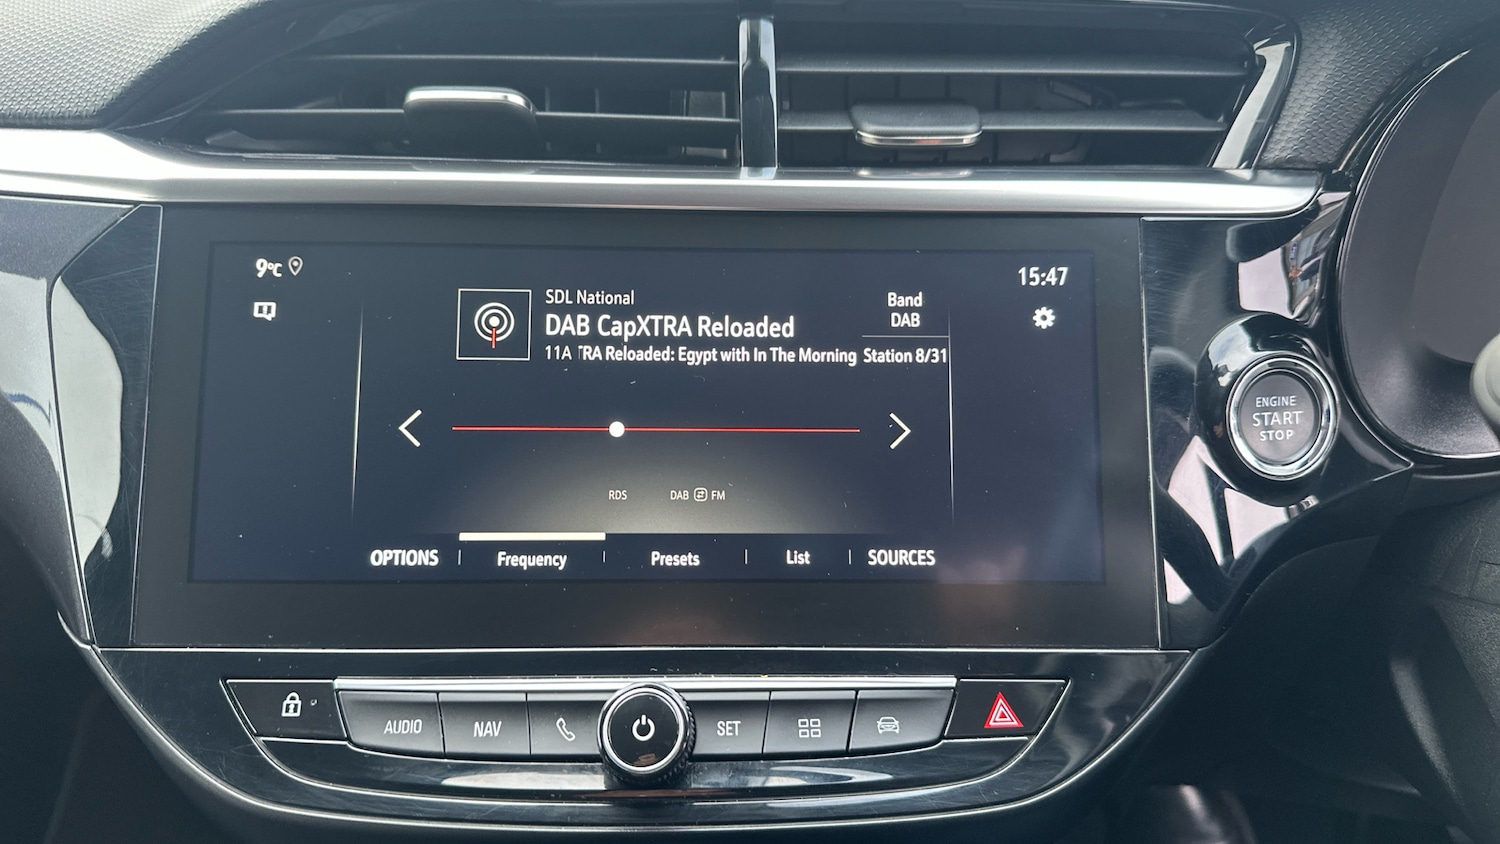 9°C
15:47
SDL National
DAB CapXTRA Reloaded
11A TRA Reloaded: Egypt with In The Morning
Band
DAB
Station 8/31
RDS
DAB FM
OPTIONS
Frequency
Presets
List
SOURCES
ENGINE
START
STOP
AUDIO
NAV
SET